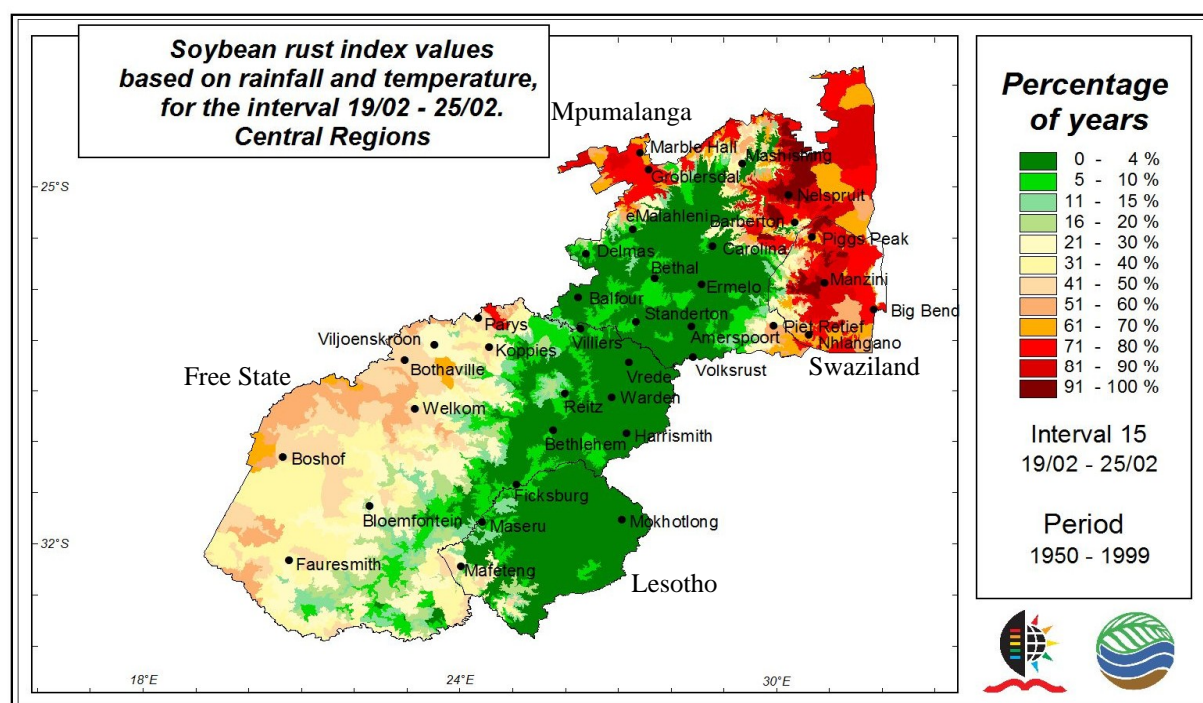 Soybean rust index values
based on rainfall and temperature,
for the interval 19/02 - 25/02.
Central Regions
Mpumalanga
Marble Hall
Mashishing
Groblersdal
25°S
Nelspruit
eMalahleni
Barberton
Piggs Peak
Carolina
Delmas
Bethal
Manzini
Ermelo
Balfour
Big Bend
Standerton
Parys
Piet Retief
Viljoenskroon
Villiers
Amerspoort
Nhlangano
Koppies
Volksrust
Swaziland
Bothaville
Free State
Vrede
Reitz
Warden
Welkom
Bethlehem
Harrismith
Boshof
Ficksburg
Bloemfontein
Maseru
Mokhotlong
32°S
Fauresmith
Mafeteng
Lesotho
18°E
24°E
30°E
Percentage
of years
0 - 4 %
5 - 10 %
11 - 15 %
16 - 20 %
21 - 30 %
31 - 40 %
41 - 50 %
51 - 60 %
61 - 70 %
71 - 80 %
81 - 90 %
91 - 100 %
Interval 15
19/02 - 25/02
Period
1950 - 1999